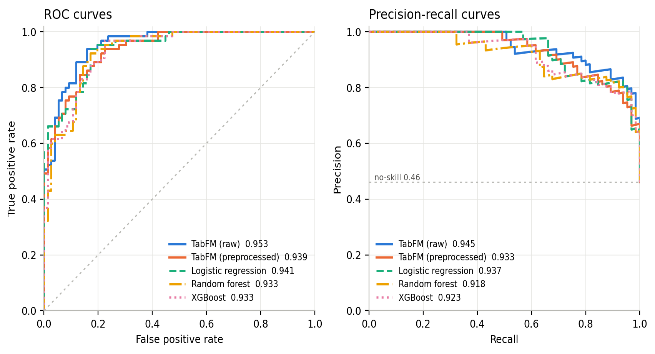 ROC curves
1.0
0.8
0.6
0.4
0.2
0.0
True positive rate
TabFM (raw) 0.953
TabFM (preprocessed) 0.939
Logistic regression 0.941
Random forest 0.933
XGBoost 0.933
0.0 0.2 0.4 0.6 0.8 1.0
False positive rate
Precision-recall curves
1.0
0.8
0.6
0.4
0.2
0.0
Precision
no-skill 0.46
TabFM (raw) 0.945
TabFM (preprocessed) 0.933
Logistic regression 0.937
Random forest 0.918
XGBoost 0.923
0.0 0.2 0.4 0.6 0.8 1.0
Recall